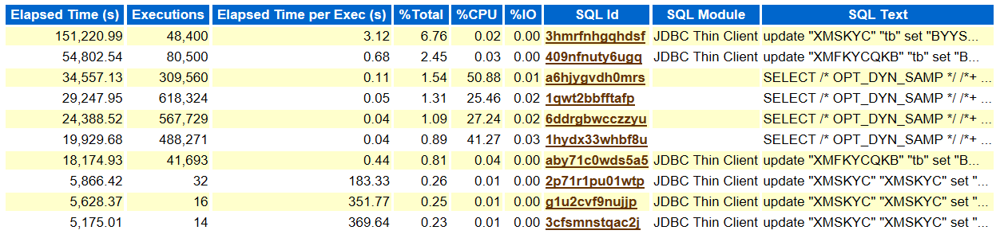 Elapsed Time (s) Executions Elapsed Time per Exec (s) %Total %CPU %IO SQL Id SQL Module SQL Text
151,220.99 48,400 3.12 6.76 0.02 0.00 3hmrfnhgqhdsf JDBC Thin Client update "XMSKYC" "tb" set "BYYS...
54,802.54 80,500 0.68 2.45 0.03 0.00 409nfnuty6ugq JDBC Thin Client update "XMFKYCQKB" "tb" set "B...
34,557.13 309,560 0.11 1.54 50.88 0.01 a6hjygvdh0mrs SELECT /* OPT_DYN_SAMP */ /*+ ...
29,247.95 618,324 0.05 1.31 25.46 0.02 1qwt2bbfftafp SELECT /* OPT_DYN_SAMP */ /*+ ...
24,388.52 567,729 0.04 1.09 27.24 0.02 6ddrgbwcczzyu SELECT /* OPT_DYN_SAMP */ /*+ ...
19,929.68 488,271 0.04 0.89 41.27 0.03 1hydx33whbf8u SELECT /* OPT_DYN_SAMP */ /*+ ...
18,174.93 41,693 0.44 0.81 0.04 0.00 aby71c0wds5a5 JDBC Thin Client update "XMFKYCQKB" "tb" set "B...
5,866.42 32 183.33 0.26 0.01 0.00 2p71r1pu01wtp JDBC Thin Client update "XMSKYC" "XMSKYC" set "...
5,628.37 16 351.77 0.25 0.01 0.00 g1u2cvf9nujjp JDBC Thin Client update "XMSKYC" "XMSKYC" set "...
5,175.01 14 369.64 0.23 0.01 0.00 3cfsmnstqac2j JDBC Thin Client update "XMSKYC" "XMSKYC" set "...